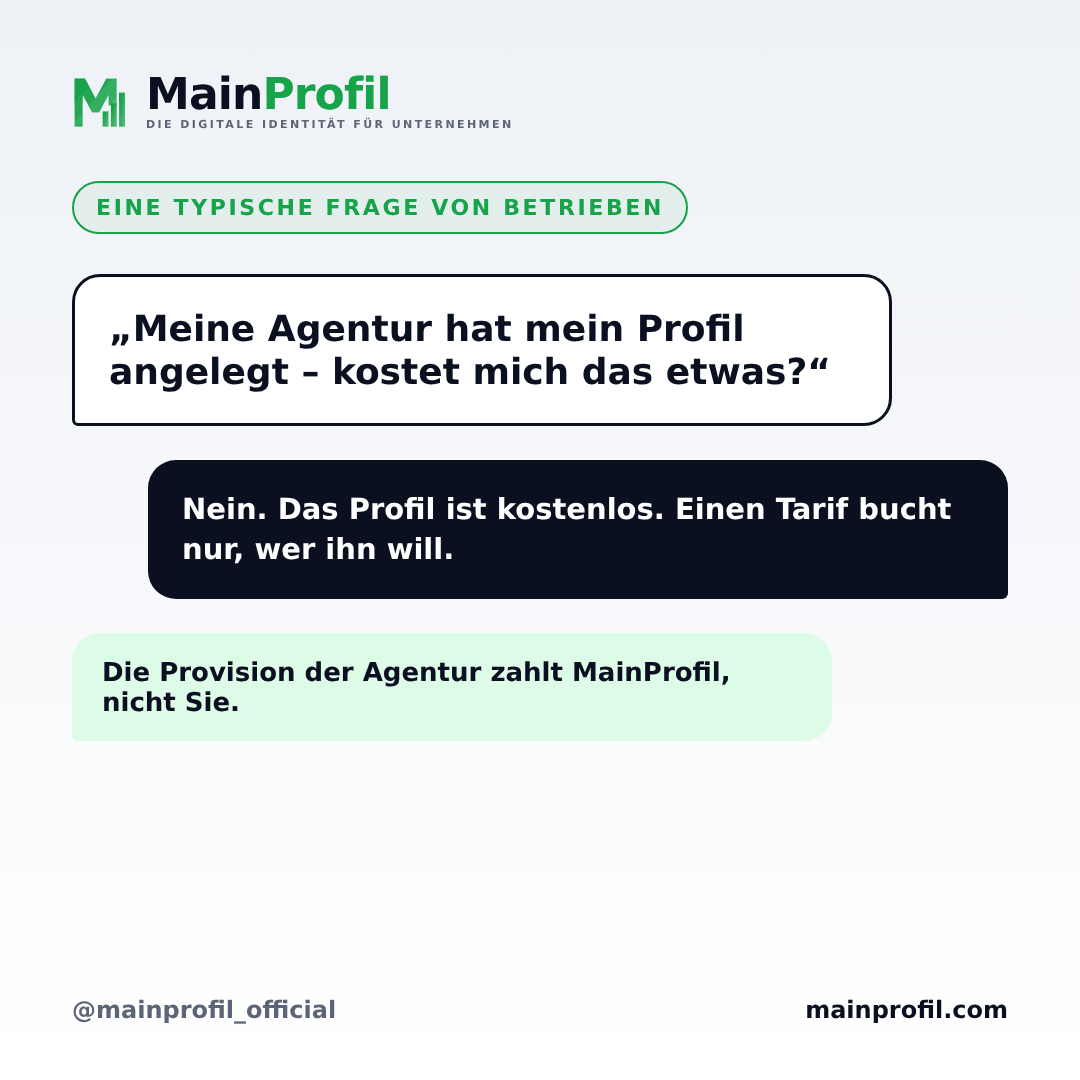 MainProfil
DIE DIGITALE IDENTITÄT FÜR UNTERNEHMEN
EINE TYPISCHE FRAGE VON BETRIEBEN
„Meine Agentur hat mein Profil
angelegt – kostet mich das etwas?“
Nein. Das Profil ist kostenlos. Einen Tarif bucht
nur, wer ihn will.
Die Provision der Agentur zahlt MainProfil,
nicht Sie.
@mainprofil_official
mainprofil.com